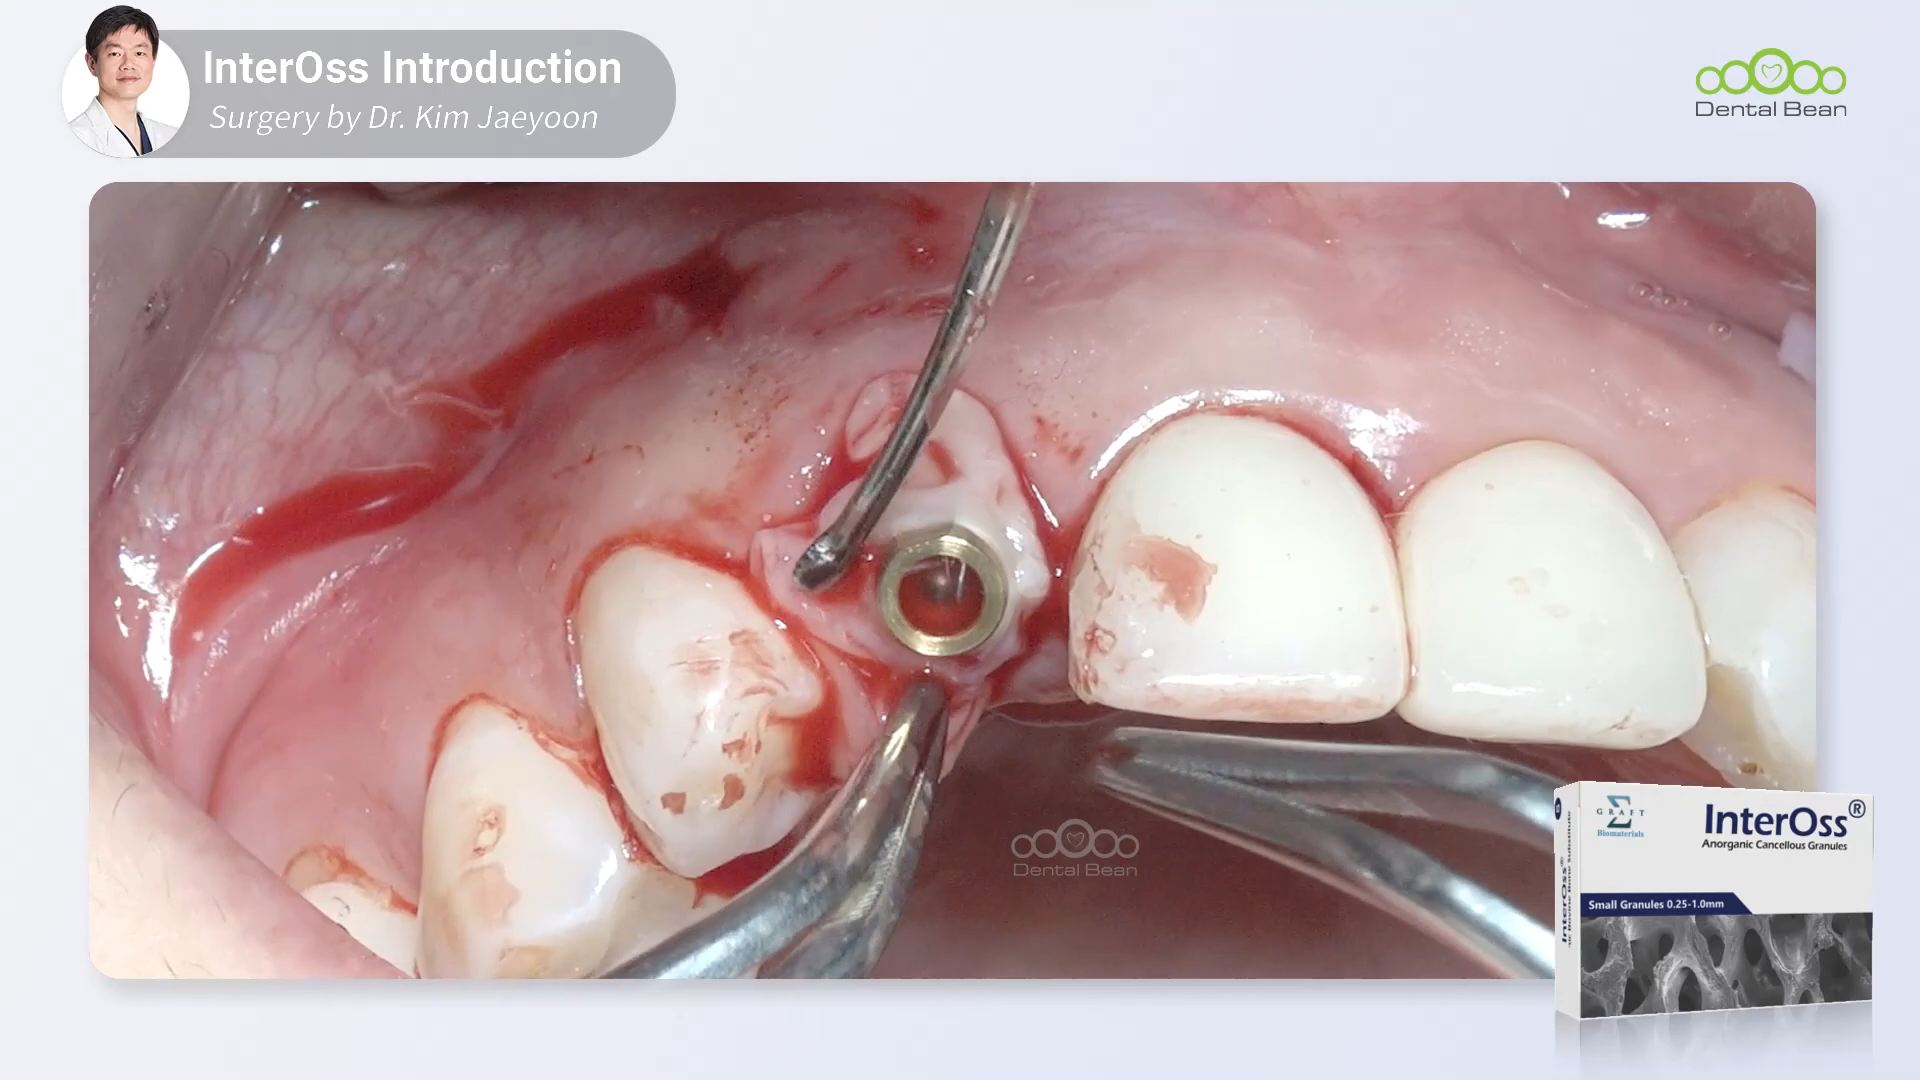 InterOss Introduction
Surgery by Dr. Kim Jaeyoon
Dental Bean
Dental Bean
GRAFT
Biomaterials
InterOss®
Anorganic Cancellous Granules
Small Granules 0.25-1.0mm
InterOss®